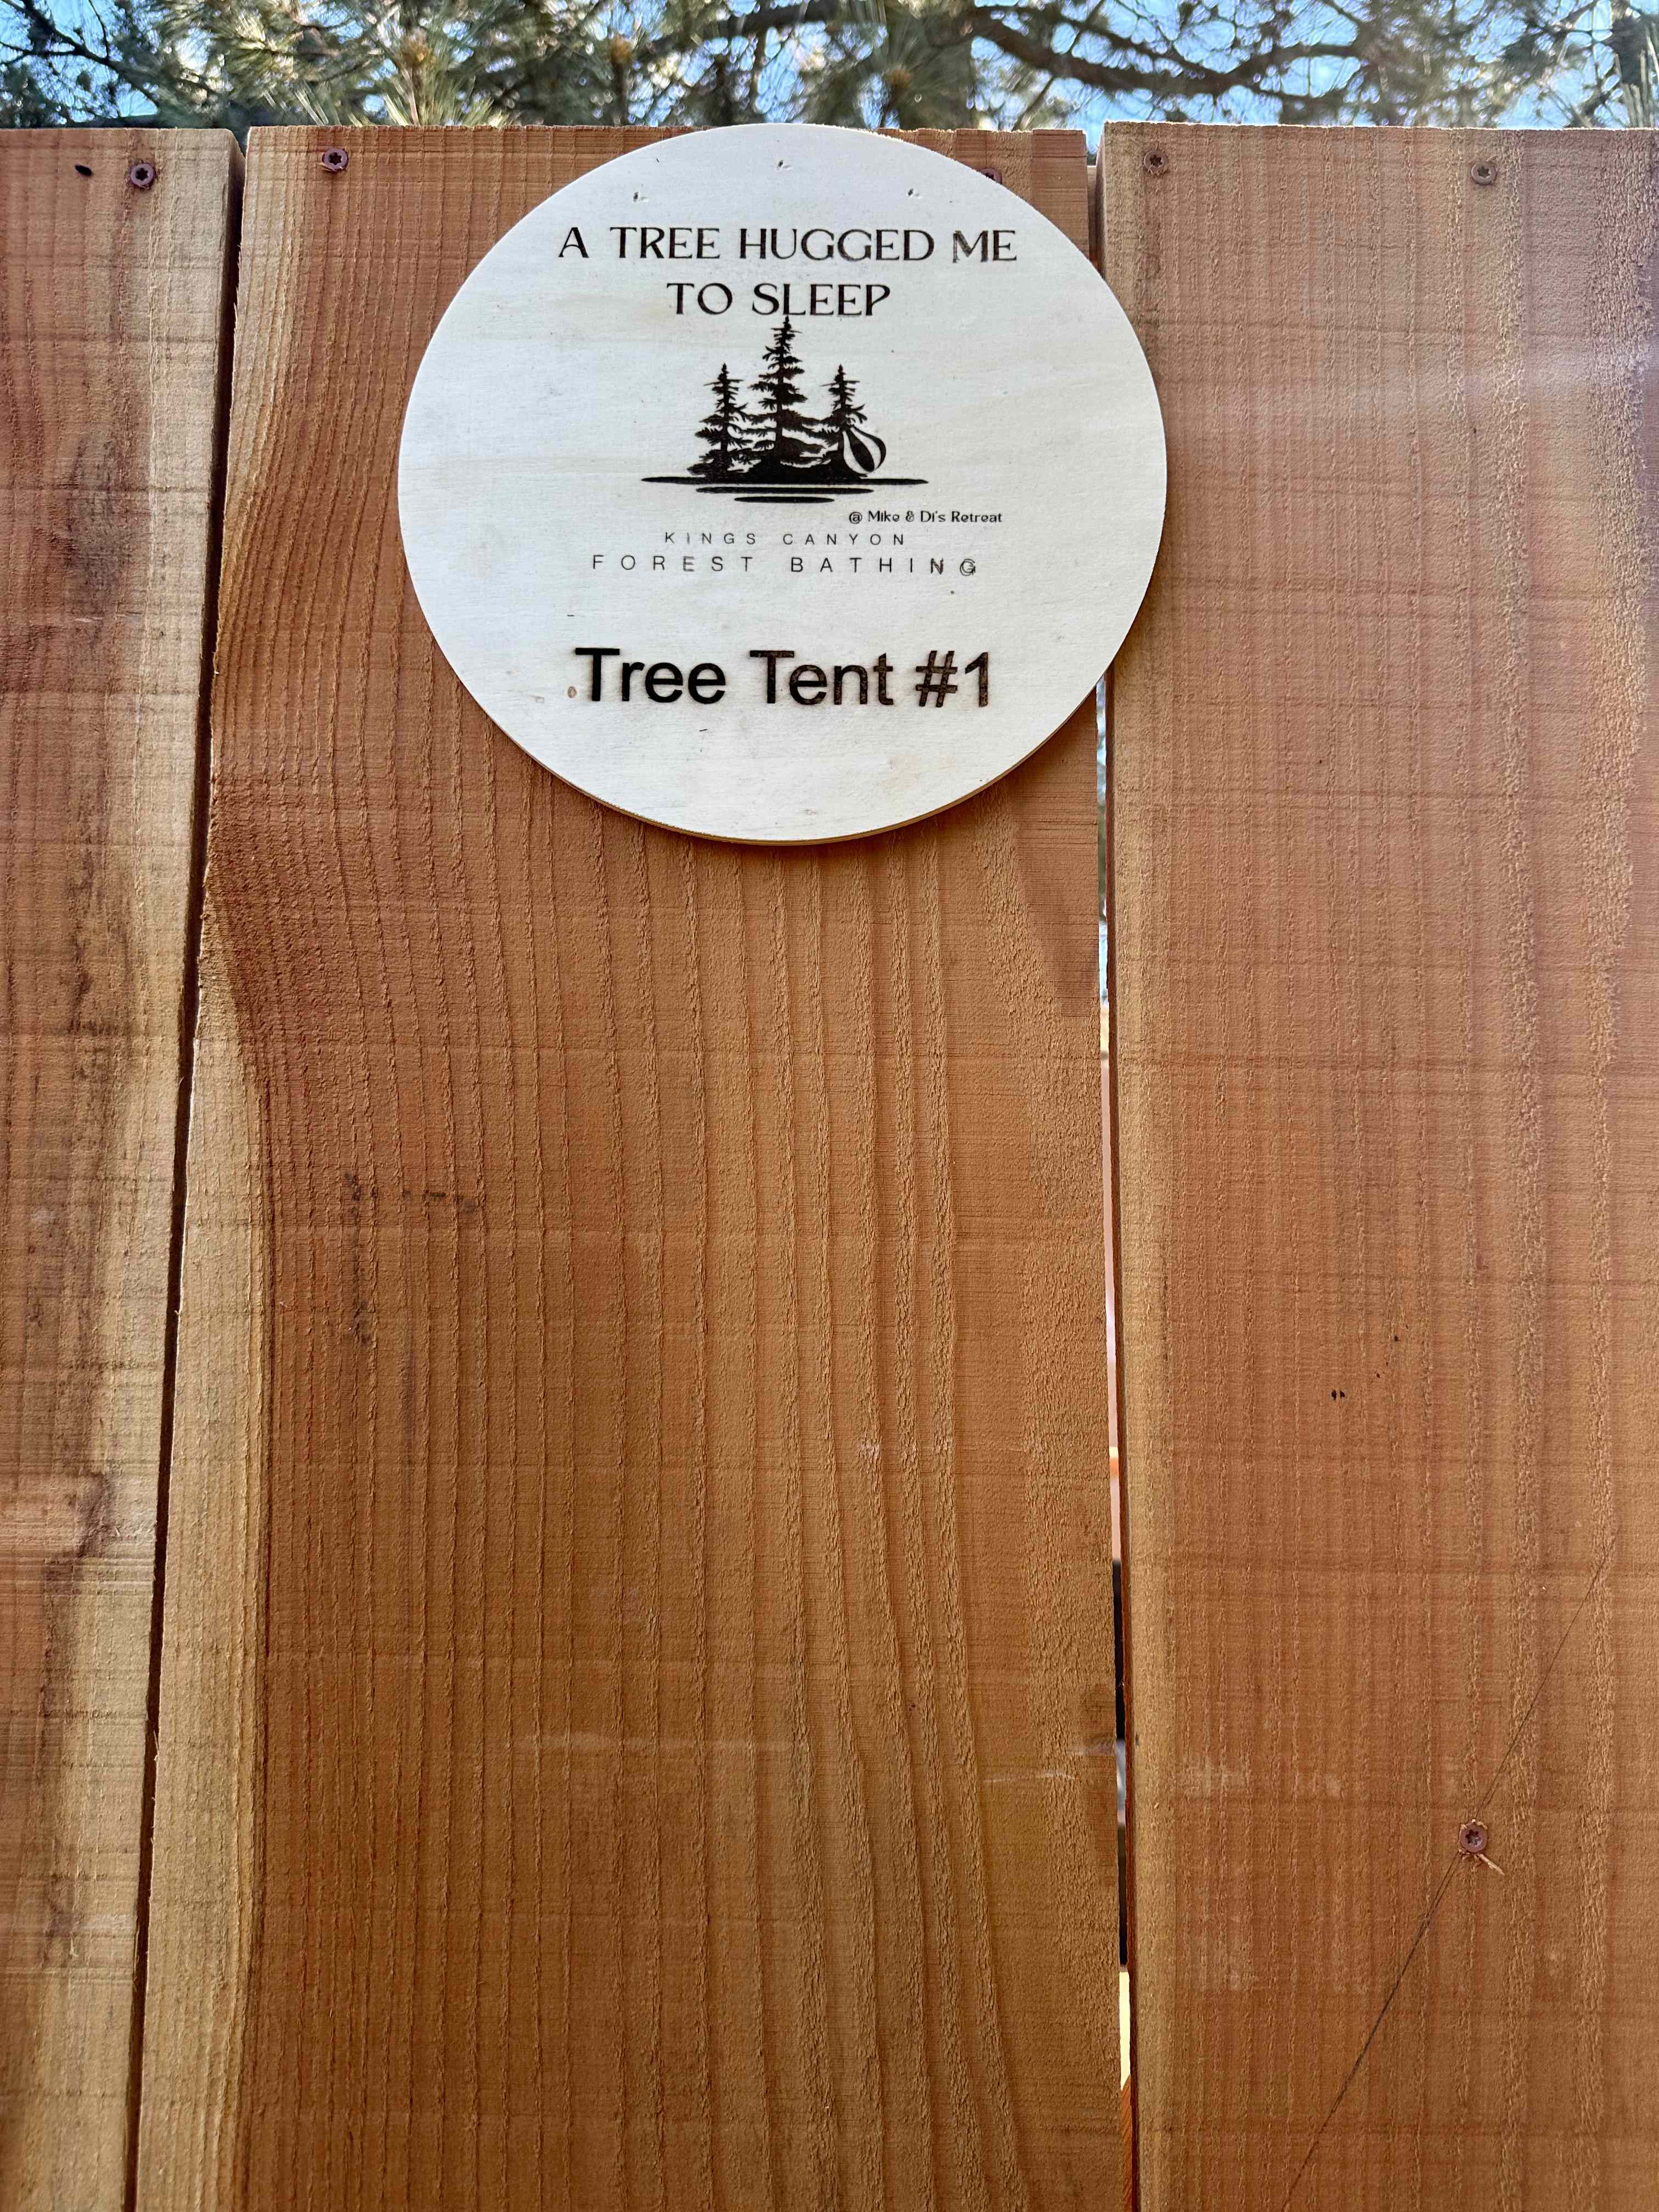 A TREE HUGGED ME
TO SLEEP
@ Mike & Di's Retreat
KINGS CANYON
FOREST BATHING
Tree Tent #1